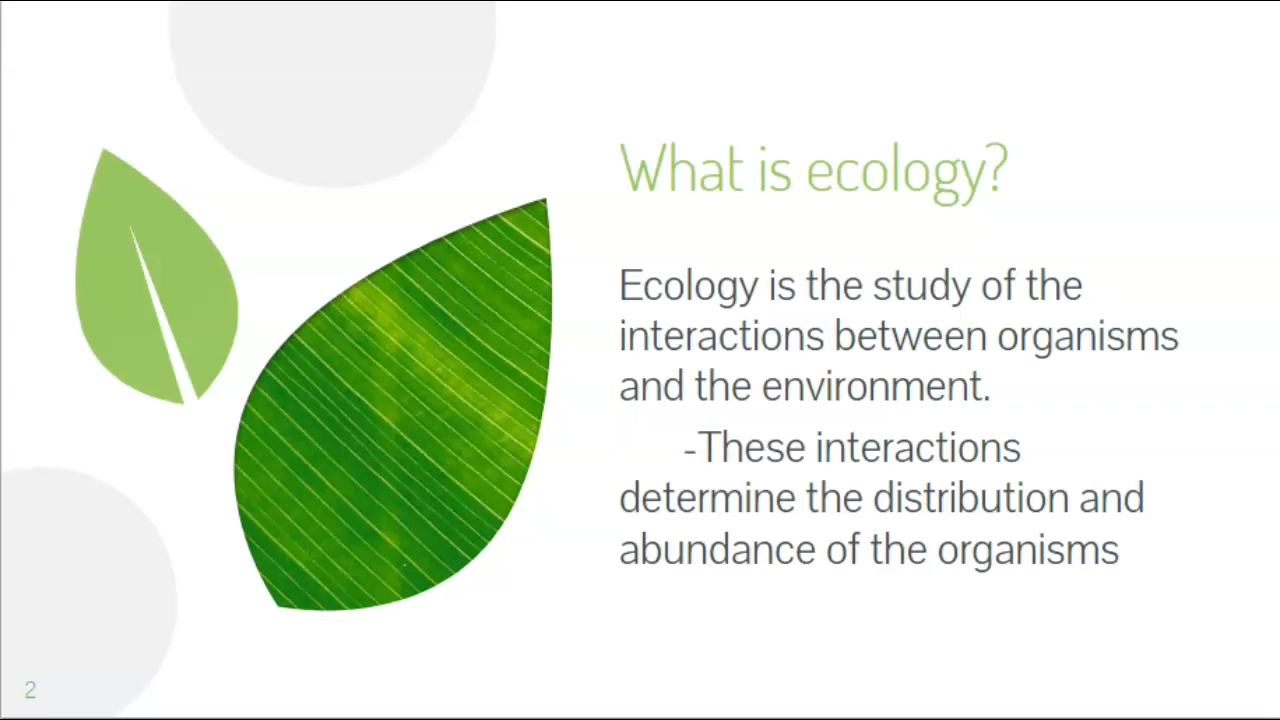 What is ecology?
Ecology is the study of the
interactions between organisms
and the environment.
-These interactions
determine the distribution and
abundance of the organisms
2